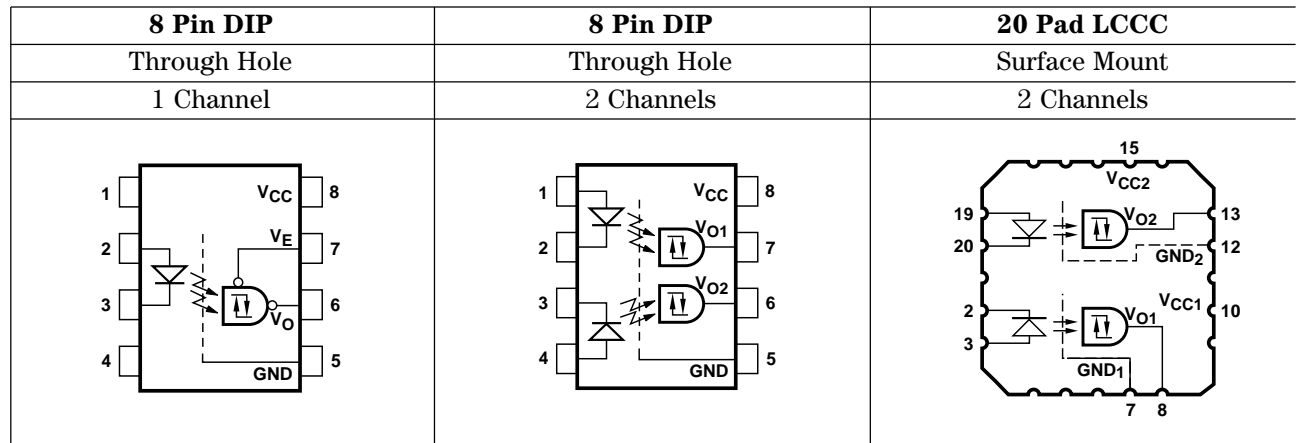 8 Pin DIP
8 Pin DIP
20 Pad LCCC
Through Hole
Through Hole
Surface Mount
1 Channel
2 Channels
2 Channels
1
VCC
8
2
VE
7
3
VO
6
4
GND
5
1
VCC
8
2
VO1
7
3
VO2
6
4
GND
5
15
VCC2
19
VO2
13
20
GND2
12
2
VO1
VCC1
10
3
GND1
7
8